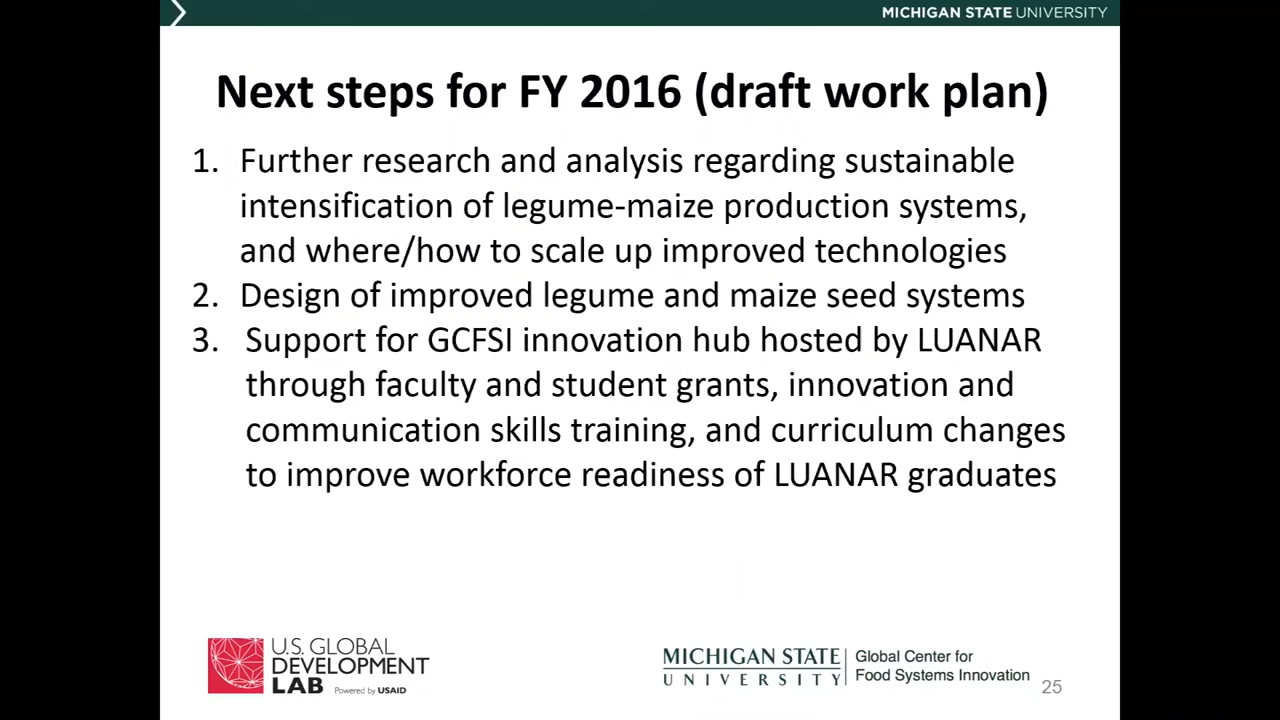 MICHIGAN STATE UNIVERSITY
Next steps for FY 2016 (draft work plan)
1. Further research and analysis regarding sustainable
intensification of legume-maize production systems,
and where/how to scale up improved technologies
2. Design of improved legume and maize seed systems
3. Support for GCFSI innovation hub hosted by LUANAR
through faculty and student grants, innovation and
communication skills training, and curriculum changes
to improve workforce readiness of LUANAR graduates
U.S. GLOBAL
DEVELOPMENT
LAB Powered by USAID
MICHIGAN STATE
UNIVERSITY
Global Center for
Food Systems Innovation
25